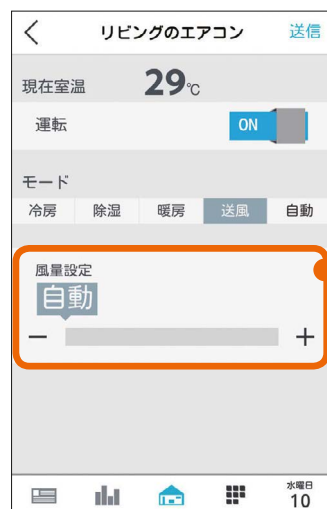 リビングのエアコン 送信
現在室温 29℃
運転 ON
モード
冷房 除湿 暖房 送風 自動
風量設定
自動
− +
水曜日
10